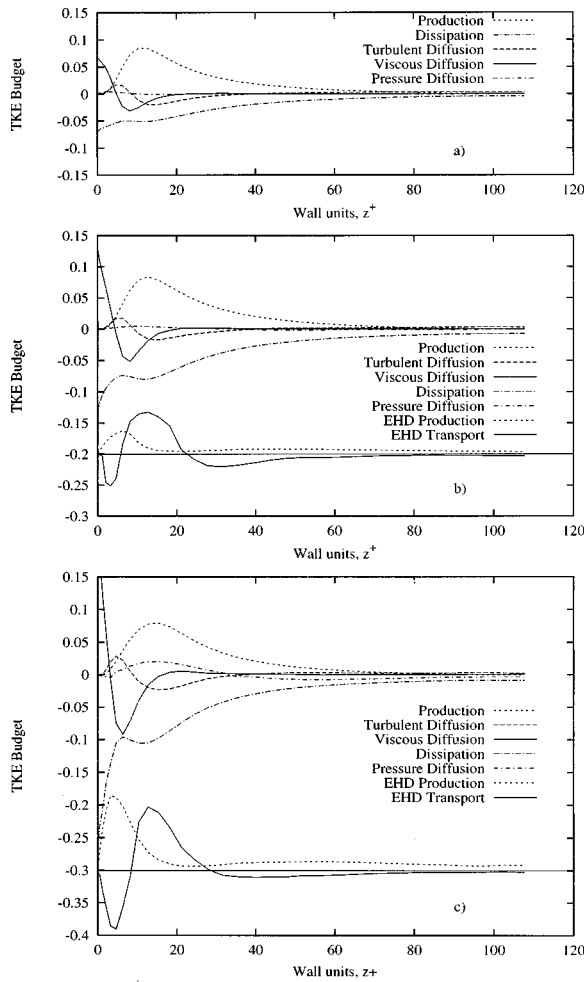 0.15
Production
0.1
Dissipation
Turbulent Diffusion
0.05
Viscous Diffusion
Pressure Diffusion
0
-0.05
-0.1
a)
-0.15
TKE Budget
0 20 40 60 80 100 120
Wall units, z+
0.15
0.1
0.05
0
Production
-0.05
Turbulent Diffusion
Viscous Diffusion
-0.1
Dissipation
Pressure Diffusion
-0.15
EHD Production
EHD Transport
-0.2
-0.25
b)
-0.3
TKE Budget
0 20 40 60 80 100 120
Wall units, z+
0.15
0.1
0.05
0
Production
-0.05
Turbulent Diffusion
Viscous Diffusion
-0.1
Dissipation
Pressure Diffusion
-0.15
EHD Production
EHD Transport
-0.2
-0.25
-0.3
-0.35
c)
-0.4
TKE Budget
0 20 40 60 80 100 120
Wall units, z+